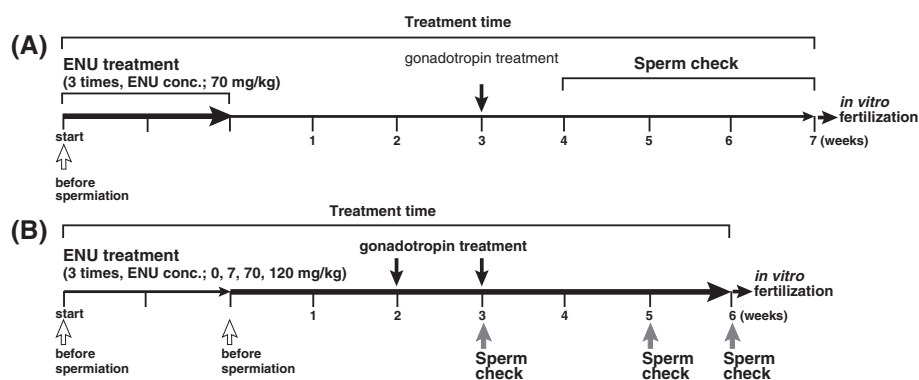 Treatment time
(A)
ENU treatment
(3 times, ENU conc.; 70 mg/kg)
gonadotropin treatment
Sperm check
in vitro
fertilization
start
1 2 3 4 5 6 7 (weeks)
before
spermiation
Treatment time
(B)
ENU treatment
(3 times, ENU conc.; 0, 7, 70, 120 mg/kg)
gonadotropin treatment
in vitro
fertilization
start
1 2 3 4 5 6 (weeks)
before
spermiation
before
spermiation
Sperm
check
Sperm
check
Sperm
check